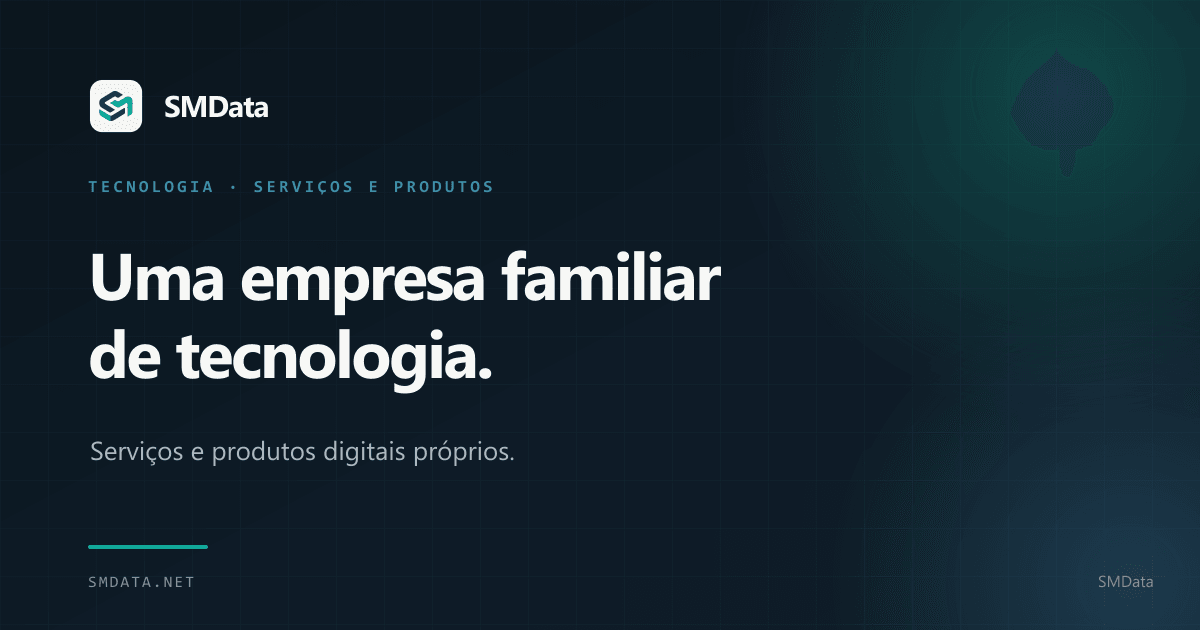 SMData
TECNOLOGIA · SERVIÇOS E PRODUTOS
Uma empresa familiar
de tecnologia.
Serviços e produtos digitais próprios.
SMDATA.NET
SMData